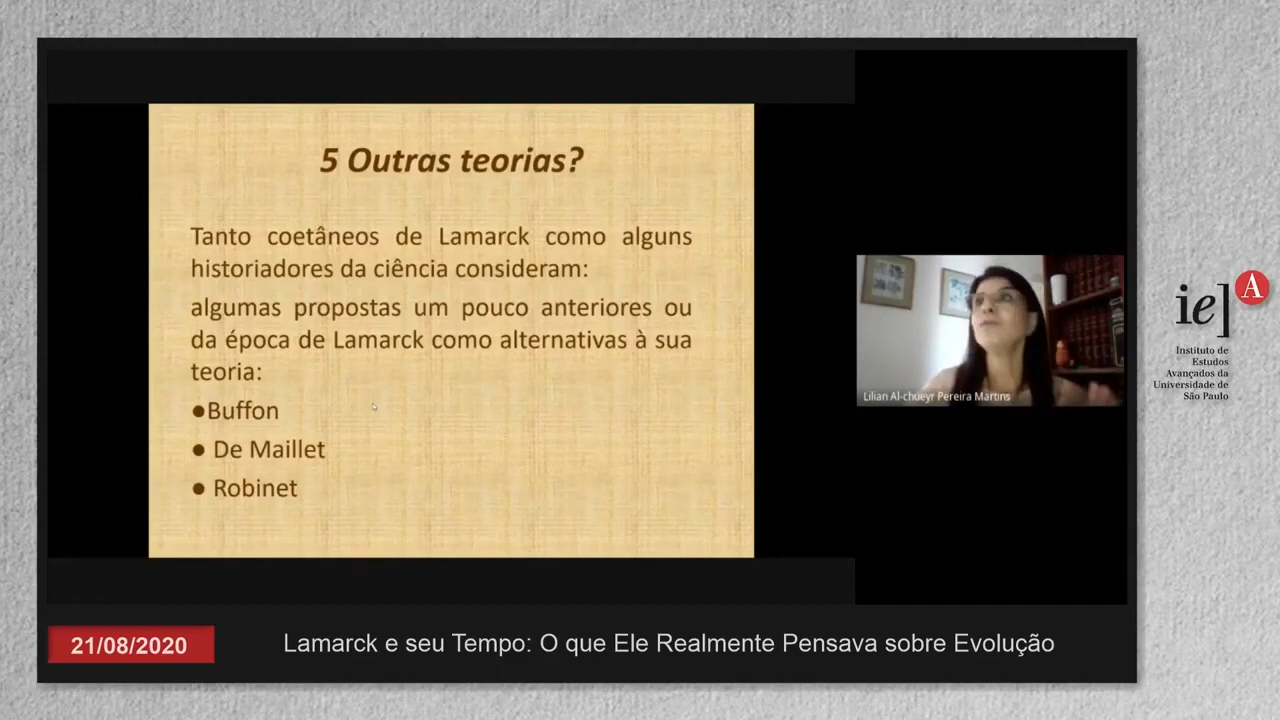 5 Outras teorias?
Tanto coetâneos de Lamarck como alguns
historiadores da ciência consideram:
algumas propostas um pouco anteriores ou
da época de Lamarck como alternativas à sua
teoria:
●Buffon
● De Maillet
● Robinet
Lilian Al-chueyr Pereira Martins
ie] A
Instituto de
Estudos
Avançados da
Universidade de
São Paulo
21/08/2020
Lamarck e seu Tempo: O que Ele Realmente Pensava sobre Evolução